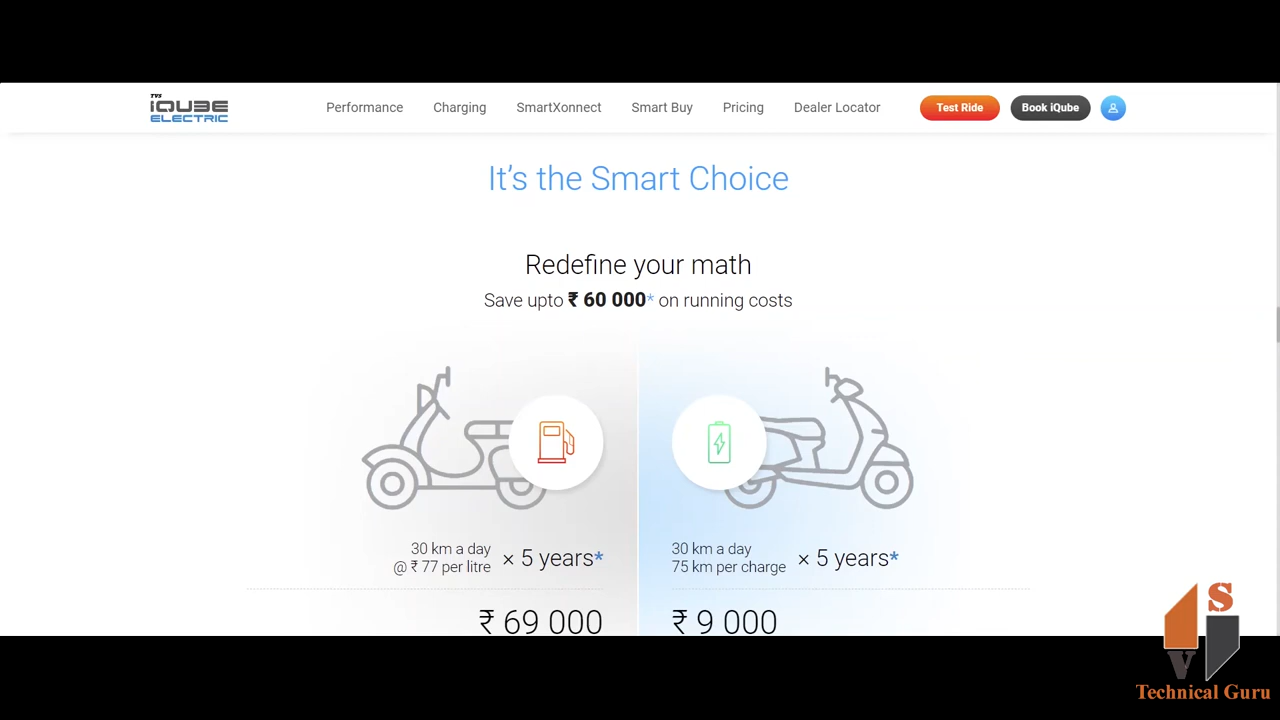 TVS
iQUBE
ELECTRIC
Performance
Charging
SmartXonnect
Smart Buy
Pricing
Dealer Locator
Test Ride
Book iQube
It's the Smart Choice
Redefine your math
Save upto ₹ 60 000* on running costs
30 km a day
@ ₹ 77 per litre
× 5 years*
₹ 69 000
30 km a day
75 km per charge
× 5 years*
₹ 9 000
S
V
Technical Guru